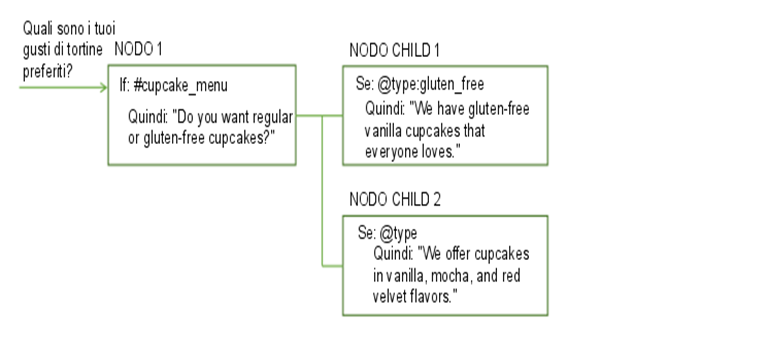 Quali sono i tuoi
gusti di tortine
preferiti?
NODO 1
If: #cupcake_menu
Quindi: "Do you want regular
or gluten-free cupcakes?"
NODO CHILD 1
Se: @type:gluten_free
Quindi: "We have gluten-free
vanilla cupcakes that
everyone loves."
NODO CHILD 2
Se: @type
Quindi: "We offer cupcakes
in vanilla, mocha, and red
velvet flavors."